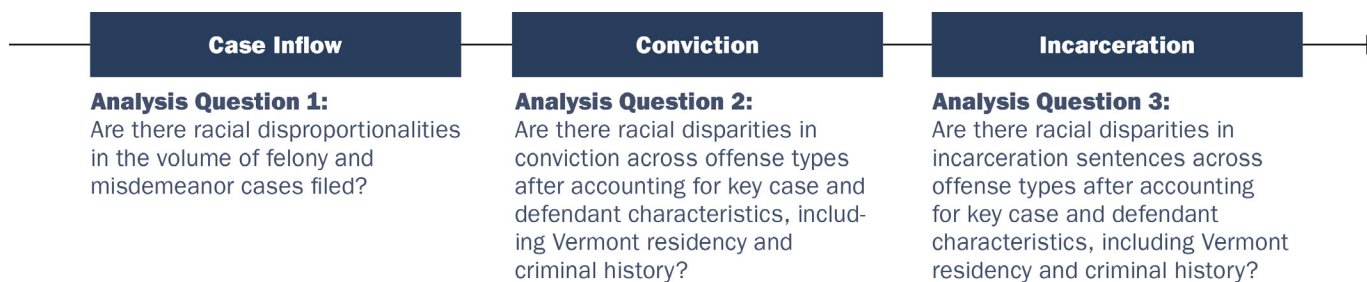 Case Inflow
Analysis Question 1:
Are there racial disproportionalities
in the volume of felony and
misdemeanor cases filed?
Conviction
Analysis Question 2:
Are there racial disparities in
conviction across offense types
after accounting for key case and
defendant characteristics, includ-
ing Vermont residency and
criminal history?
Incarceration
Analysis Question 3:
Are there racial disparities in
incarceration sentences across
offense types after accounting
for key case and defendant
characteristics, including Vermont
residency and criminal history?